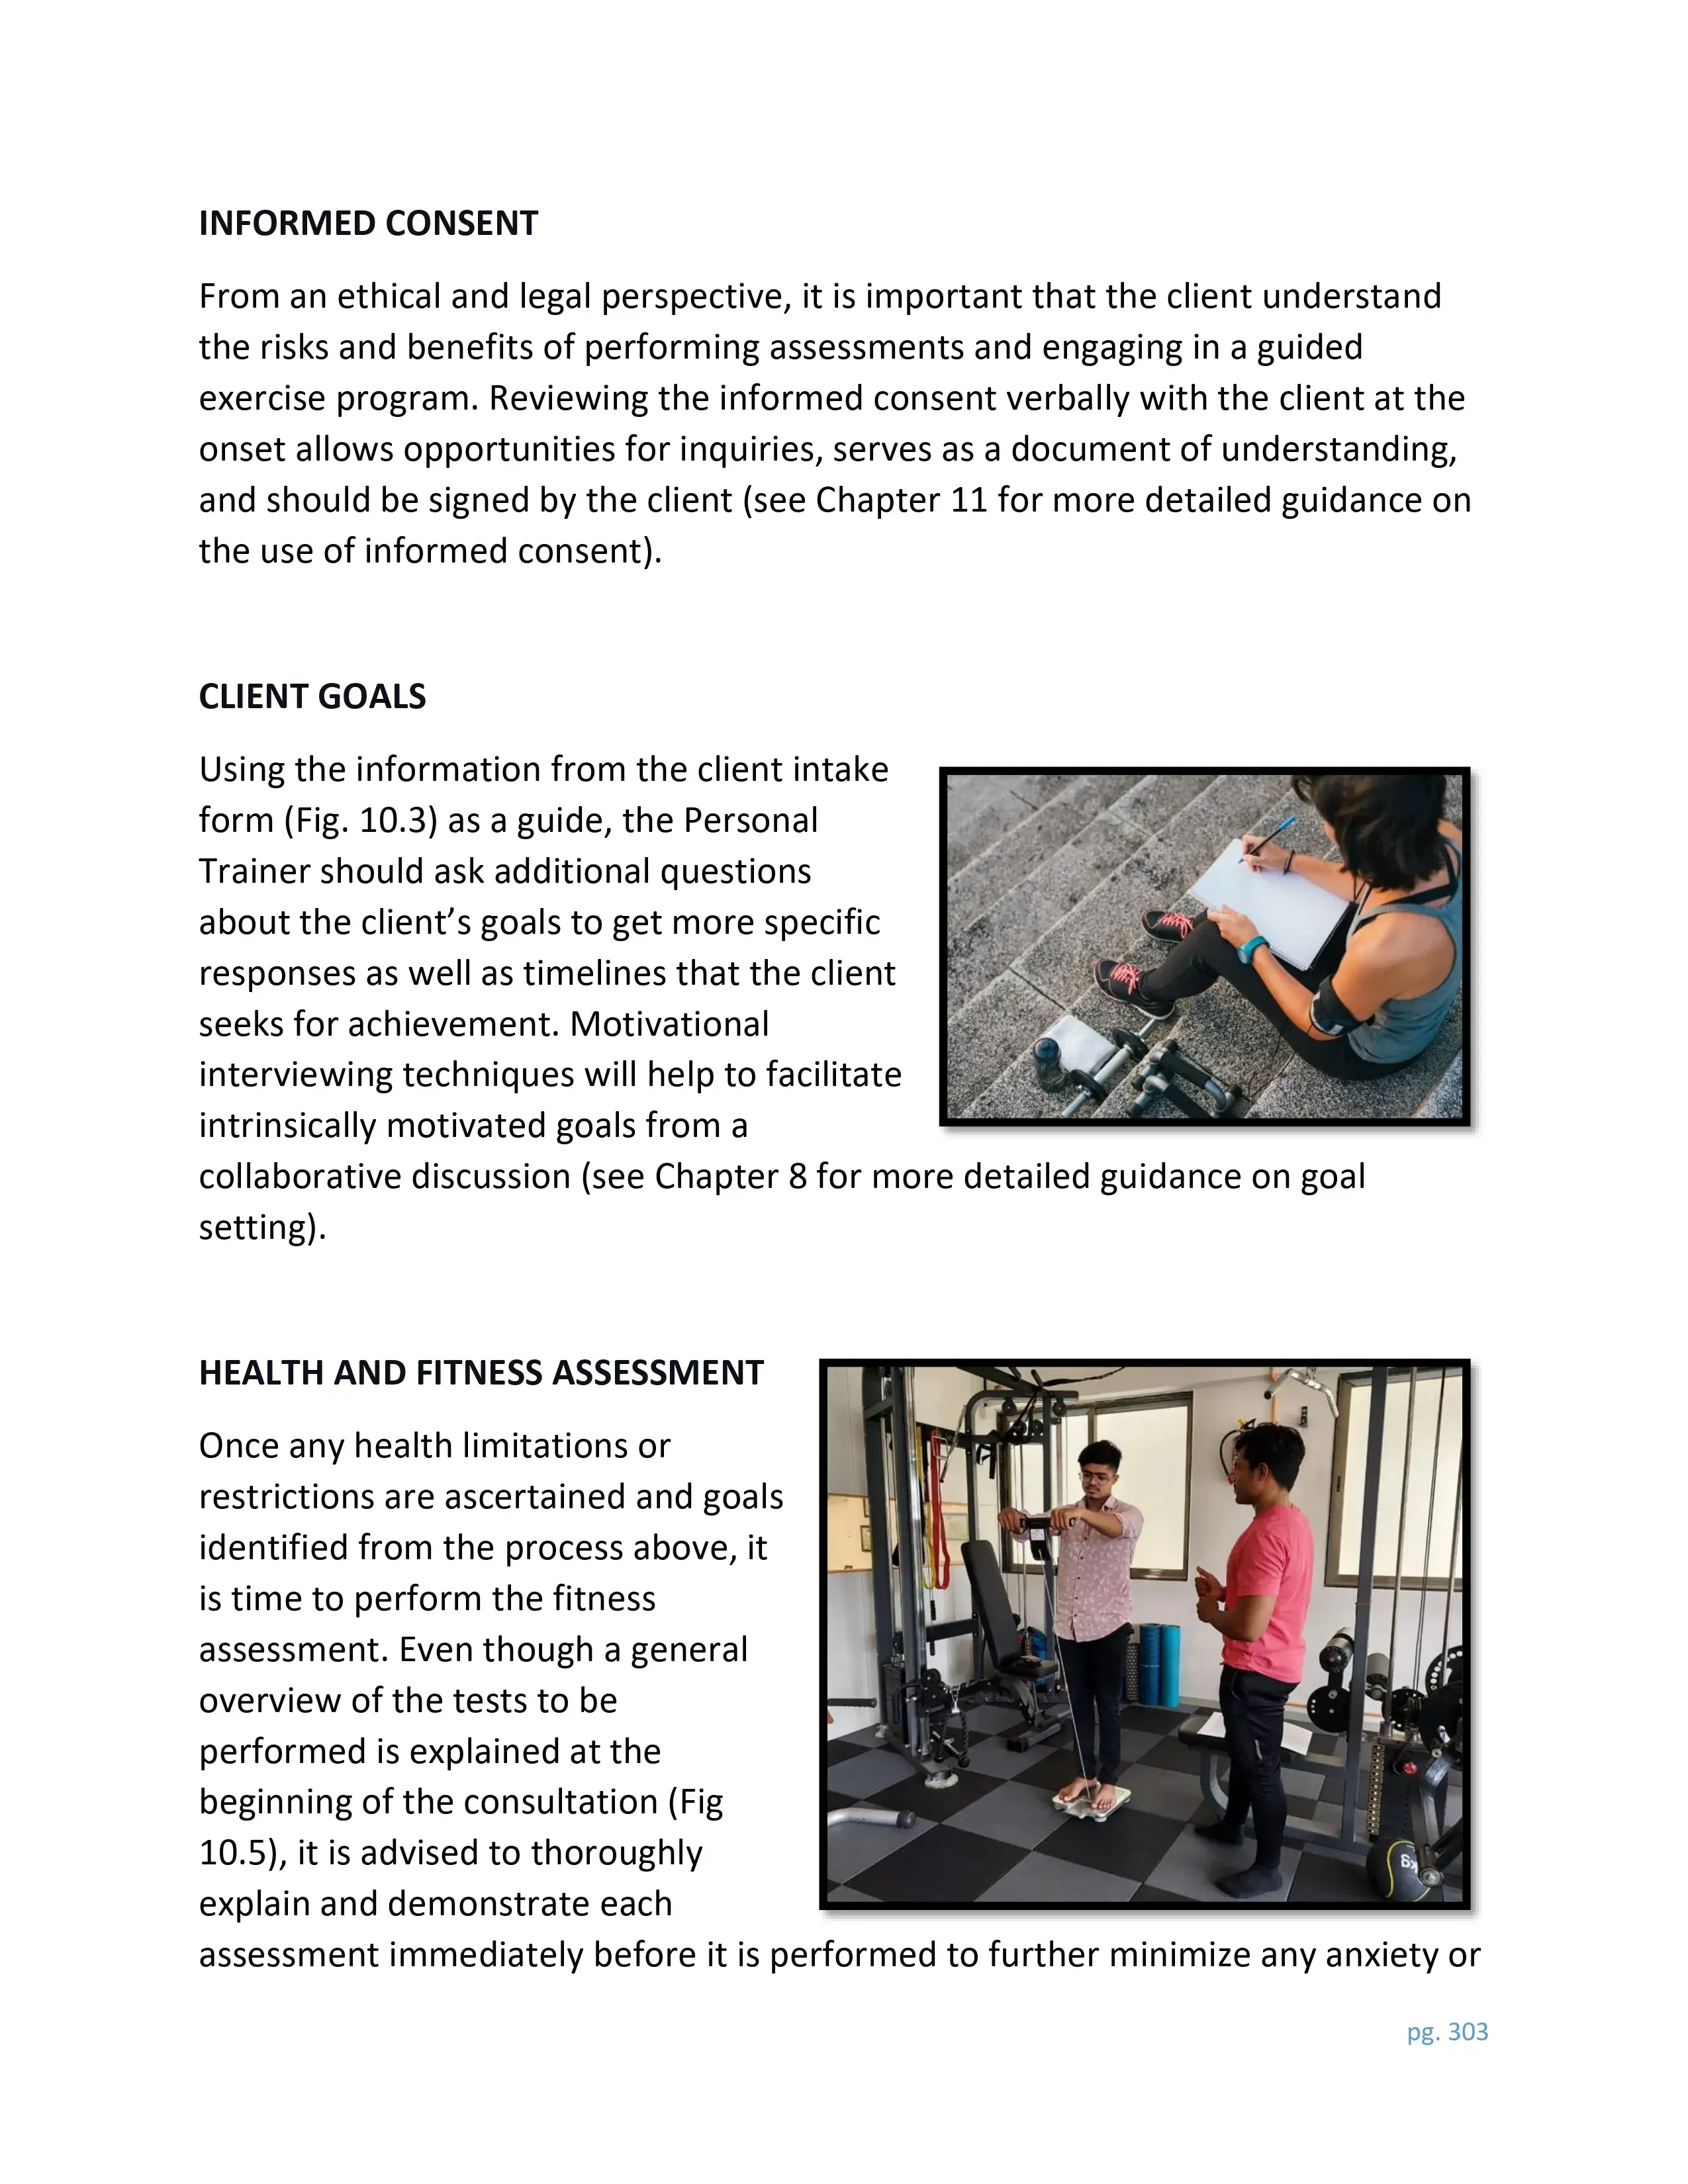 INFORMED CONSENT
From an ethical and legal perspective, it is important that the client understand
the risks and benefits of performing assessments and engaging in a guided
exercise program. Reviewing the informed consent verbally with the client at the
onset allows opportunities for inquiries, serves as a document of understanding,
and should be signed by the client (see Chapter 11 for more detailed guidance on
the use of informed consent).
CLIENT GOALS
Using the information from the client intake
form (Fig. 10.3) as a guide, the Personal
Trainer should ask additional questions
about the client’s goals to get more specific
responses as well as timelines that the client
seeks for achievement. Motivational
interviewing techniques will help to facilitate
intrinsically motivated goals from a
collaborative discussion (see Chapter 8 for more detailed guidance on goal
setting).
HEALTH AND FITNESS ASSESSMENT
Once any health limitations or
restrictions are ascertained and goals
identified from the process above, it
is time to perform the fitness
assessment. Even though a general
overview of the tests to be
performed is explained at the
beginning of the consultation (Fig
10.5), it is advised to thoroughly
explain and demonstrate each
assessment immediately before it is performed to further minimize any anxiety or
pg. 303